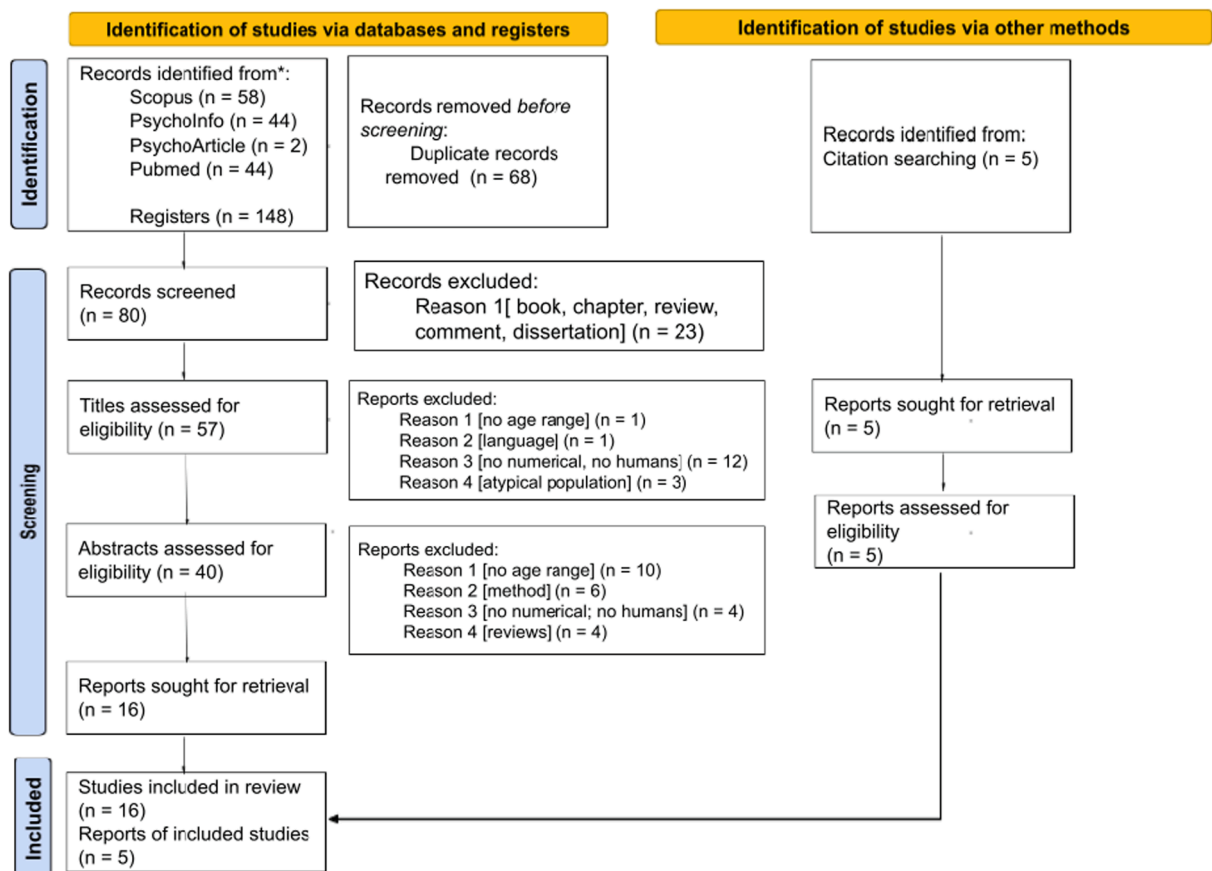 Identification of studies via databases and registers
Identification of studies via other methods
Identification
Records identified from*:
Scopus (n = 58)
PsychoInfo (n = 44)
PsychoArticle (n = 2)
Pubmed (n = 44)
Registers (n = 148)
Records removed before
screening:
Duplicate records
removed (n = 68)
Records identified from:
Citation searching (n = 5)
Screening
Records screened
(n = 80)
Records excluded:
Reason 1[ book, chapter, review,
comment, dissertation] (n = 23)
Titles assessed for
eligibility (n = 57)
Reports excluded:
Reason 1 [no age range] (n = 1)
Reason 2 [language] (n = 1)
Reason 3 [no numerical, no humans] (n = 12)
Reason 4 [atypical population] (n = 3)
Reports sought for retrieval
(n = 5)
Abstracts assessed for
eligibility (n = 40)
Reports excluded:
Reason 1 [no age range] (n = 10)
Reason 2 [method] (n = 6)
Reason 3 [no numerical; no humans] (n = 4)
Reason 4 [reviews] (n = 4)
Reports assessed for
eligibility
(n = 5)
Reports sought for retrieval
(n = 16)
Included
Studies included in review
(n = 16)
Reports of included studies
(n = 5)